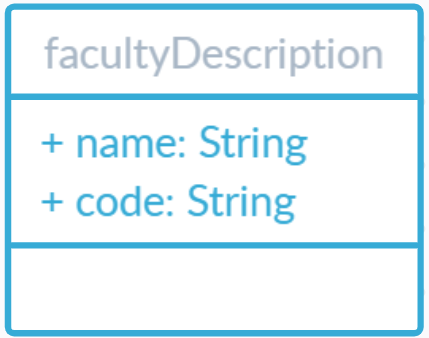 facultyDescription
+ name: String
+ code: String